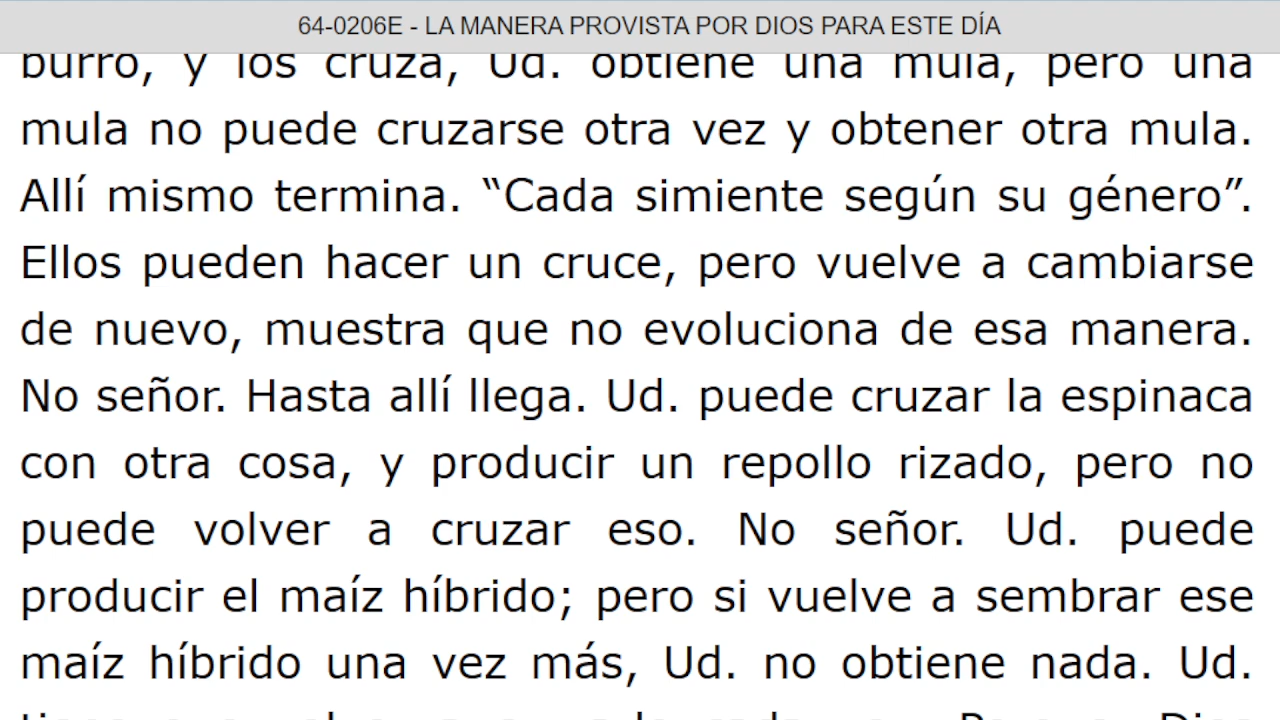 64-0206E - LA MANERA PROVISTA POR DIOS PARA ESTE DÍA
burro, y los cruza, Ud. obtiene una mula, pero una
mula no puede cruzarse otra vez y obtener otra mula.
Allí mismo termina. “Cada simiente según su género”.
Ellos pueden hacer un cruce, pero vuelve a cambiarse
de nuevo, muestra que no evoluciona de esa manera.
No señor. Hasta allí llega. Ud. puede cruzar la espinaca
con otra cosa, y producir un repollo rizado, pero no
puede volver a cruzar eso. No señor. Ud. puede
producir el maíz híbrido; pero si vuelve a sembrar ese
maíz híbrido una vez más, Ud. no obtiene nada. Ud.